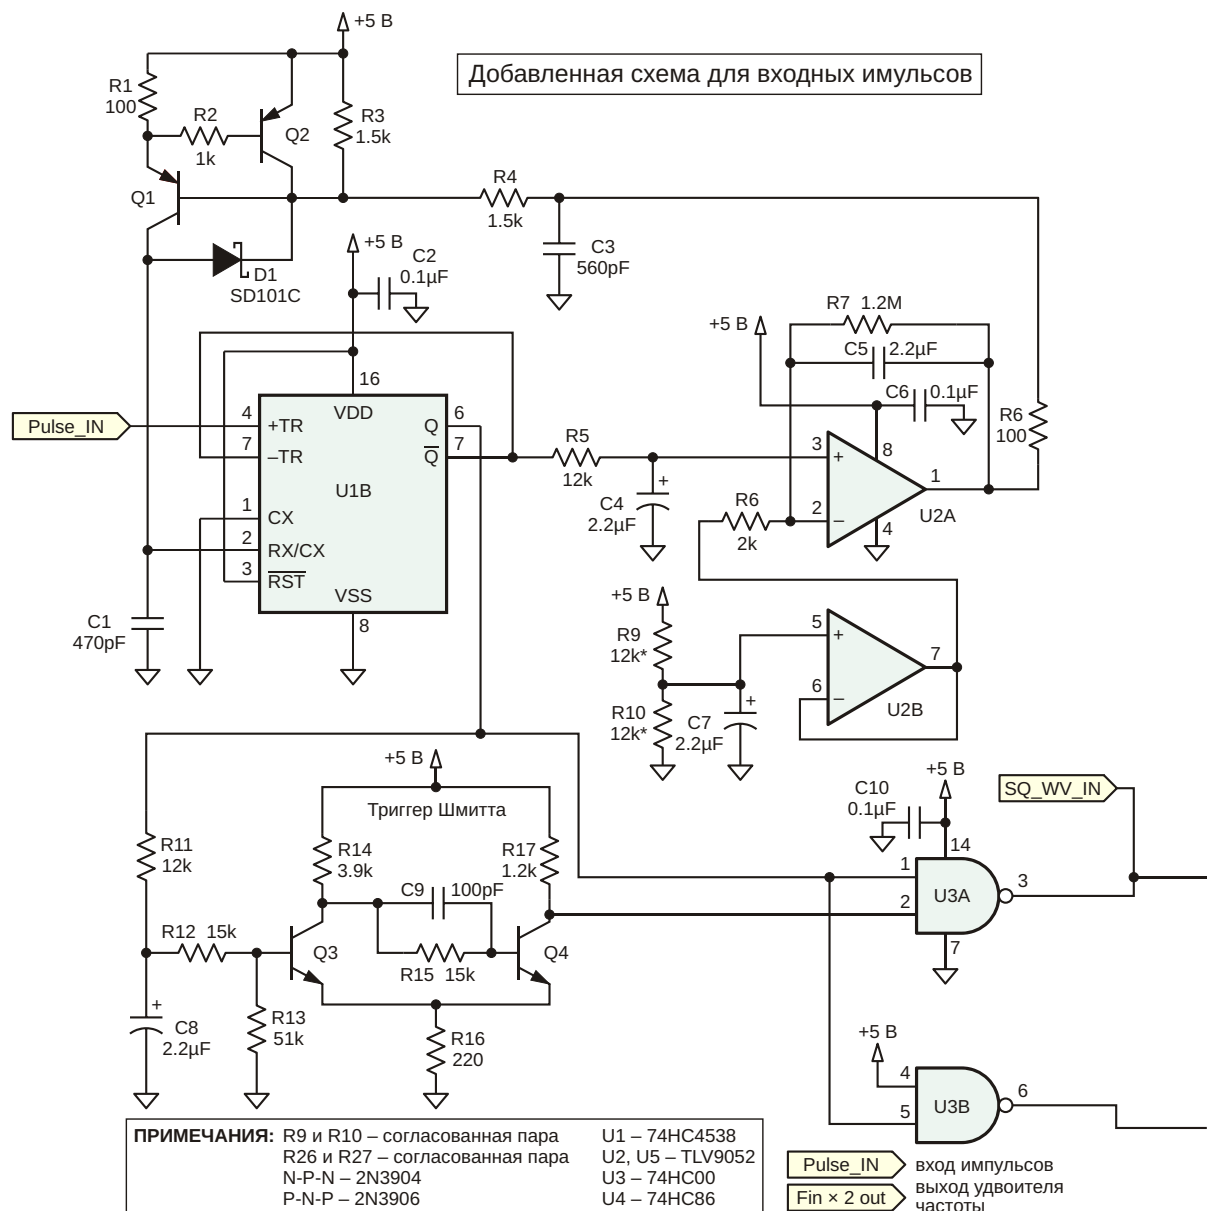 +5 В
Добавленная схема для входных имульсов
R1
100
R2
1k
Q2
R3
1.5k
Q1
R4
1.5k
C3
560pF
D1
SD101C
+5 В
C2
0.1µF
R7 1.2M
+5 В
C5
2.2µF
C6
0.1µF
R6
100
16
VDD
Pulse_IN
4
+TR
Q
6
7
–TR
Q
7
U1B
1
CX
2
RX/CX
3
RST
VSS
8
R5
12k
+
C4
2.2µF
3
+
8
1
2
–
4
U2A
R6
2k
C1
470pF
+5 В
R9
12k*
R10
12k*
+
C7
2.2µF
5
+
7
6
–
U2B
+5 В
Триггер Шмитта
R11
12k
R14
3.9k
R17
1.2k
C9
100pF
R12 15k
Q3
R15 15k
Q4
+
C8
2.2µF
R13
51k
R16
220
+5 В
C10
0.1µF
SQ_WV_IN
14
1
U3A
3
2
7
+5 В
4
U3B
6
5
ПРИМЕЧАНИЯ: R9 и R10 – согласованная пара
R26 и R27 – согласованная пара
N-P-N – 2N3904
P-N-P – 2N3906
U1 – 74HC4538
U2, U5 – TLV9052
U3 – 74HC00
U4 – 74HC86
Pulse_IN
вход импульсов
Fin × 2 out
выход удвоителя
частоты